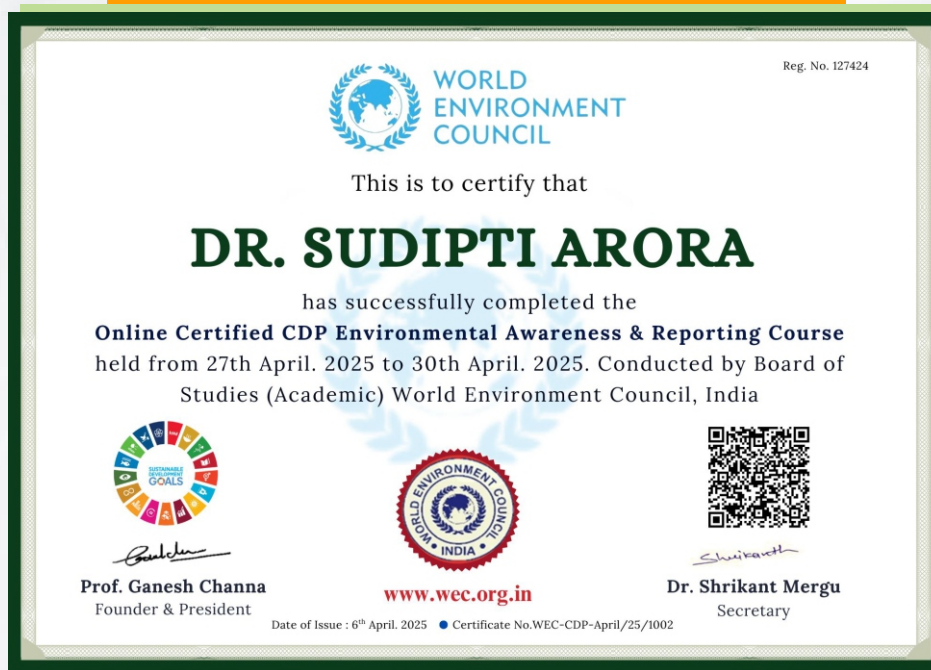 Reg. No. 127424
WORLD
ENVIRONMENT
COUNCIL
This is to certify that
DR. SUDIPTI ARORA
has successfully completed the
Online Certified CDP Environmental Awareness & Reporting Course
held from 27th April. 2025 to 30th April. 2025. Conducted by Board of
Studies (Academic) World Environment Council, India
SUSTAINABLE
DEVELOPMENT
GOALS
WORLD ENVIRONMENT COUNCIL
• INDIA •
Shrikanth
Prof. Ganesh Channa
Founder & President
www.wec.org.in
Dr. Shrikant Mergu
Secretary
Date of Issue : 6th April. 2025 ● Certificate No.WEC-CDP-April/25/1002